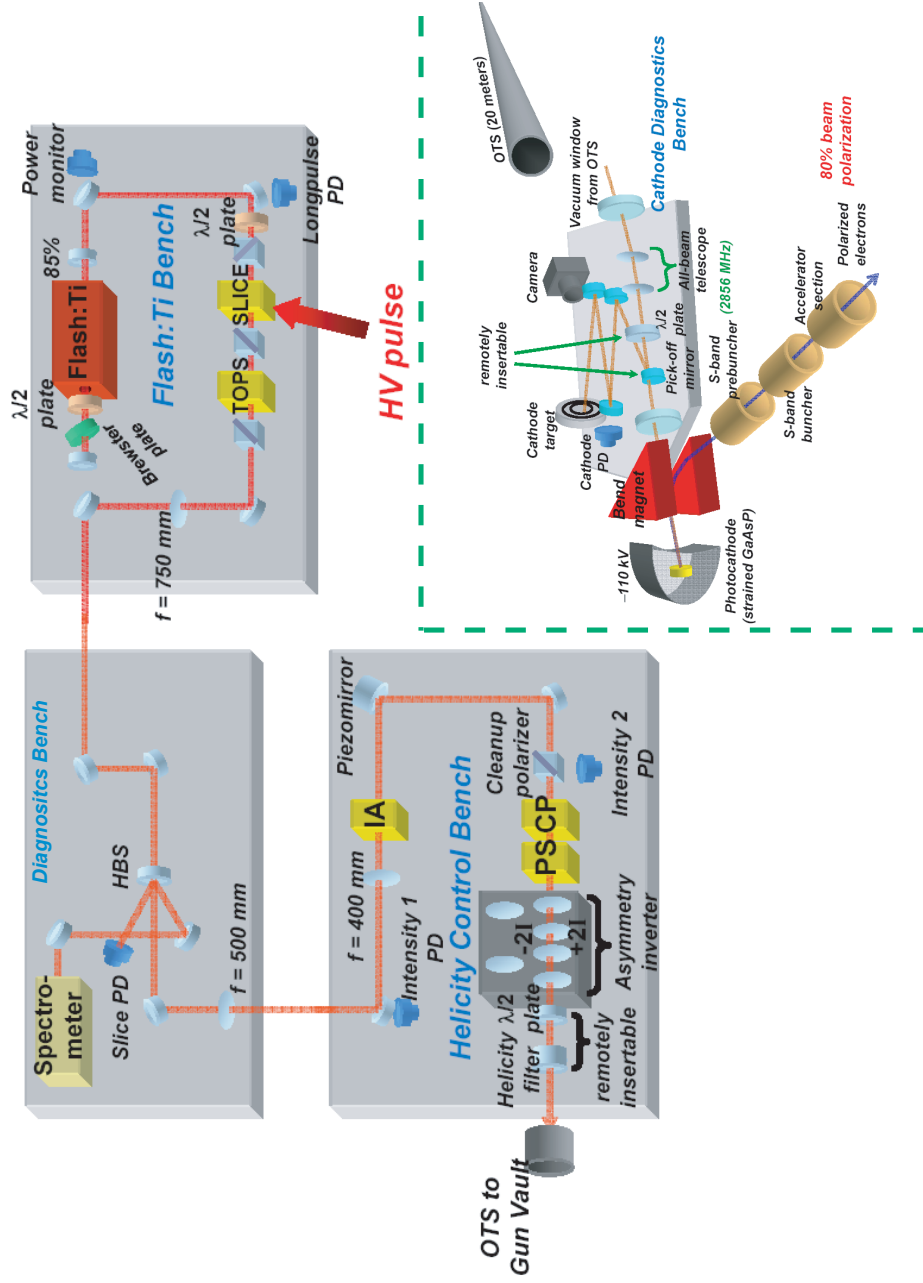 Diagnositcs Bench
Spectro-
meter
Slice PD
HBS
f = 500 mm
λ/2
plate
Brewster
plate
Flash:Ti
85%
Power
monitor
Flash:Ti Bench
f = 750 mm
TOPS
SLICE
λ/2
plate
Longpulse
PD
HV pulse
Piezomirror
IA
f = 400 mm
Intensity 1
PD
Helicity Control Bench
Cleanup
polarizer
PS
CP
Intensity 2
PD
-2I
+2I
Asymmetry
inverter
Helicity
filter
λ/2
plate
remotely
insertable
OTS to
Gun Vault
OTS (20 meters)
Vacuum window
from OTS
Cathode Diagnostics
Bench
Camera
remotely
insertable
Cathode
target
Cathode
PD
All-beam
telescope
λ/2
plate
Pick-off
mirror
Bend
magnet
(2856 MHz)
S-band
prebuncher
S-band
buncher
Accelerator
section
Polarized
electrons
80% beam
polarization
–110 kV
Photocathode
(strained GaAsP)